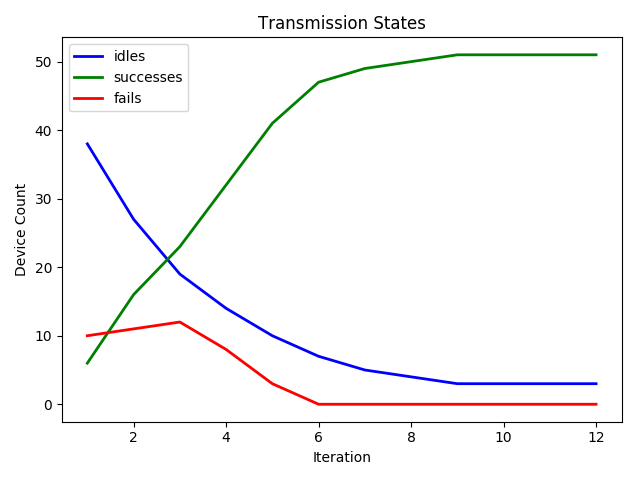 Transmission States
idles
successes
fails
Device Count
50
40
30
20
10
0
2 4 6 8 10 12
Iteration